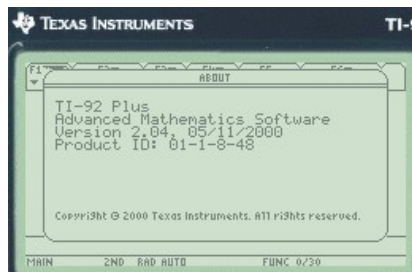 TEXAS INSTRUMENTS TI-
F1
ABOUT
TI-92 Plus
Advanced Mathematics Software
Version 2.04, 05/11/2000
Product ID: 01-1-8-48
Copyright © 2000 Texas Instruments. All rights reserved.
MAIN 2ND RAD AUTO FUNC 0/30